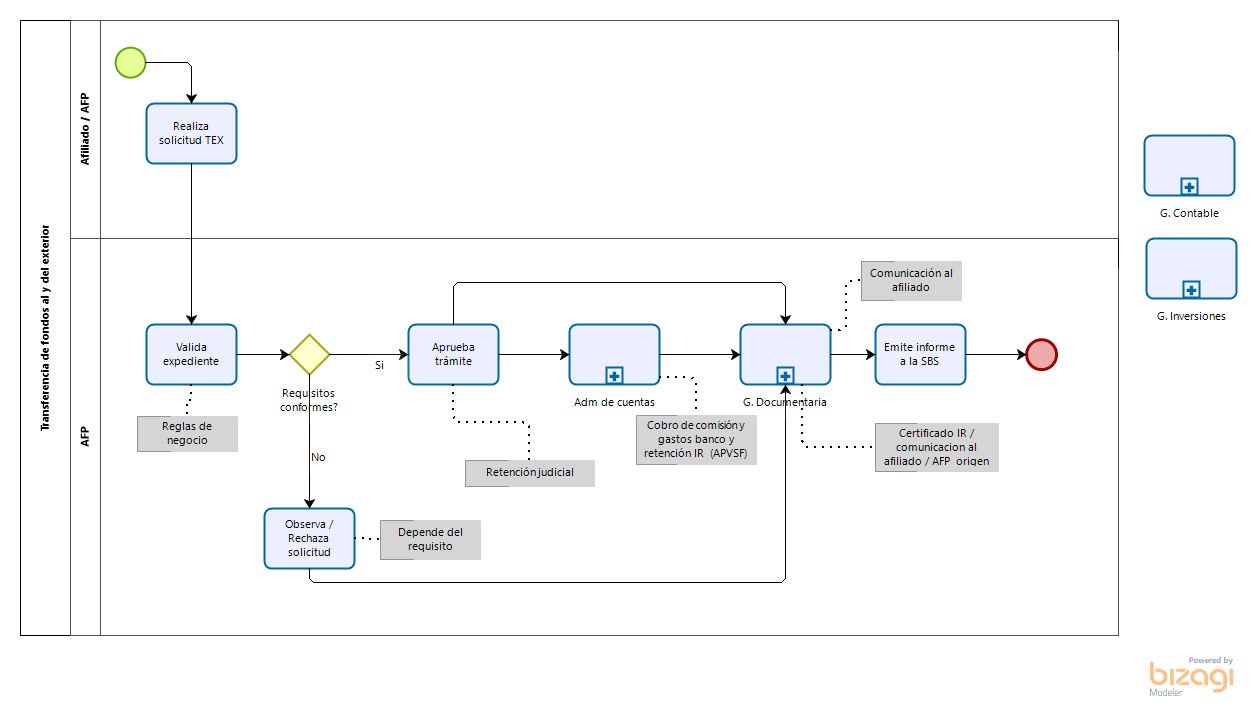 Transferencia de fondos al y del exterior
Afiliado / AFP
Realiza
solicitud TEX
G. Contable
G. Inversiones
AFP
Comunicación al
afiliado
Valida
expediente
Requisitos
conformes?
Si
No
Aprueba
trámite
Adm de cuentas
G. Documentaria
Emite informe
a la SBS
Reglas de
negocio
Retención judicial
Cobro de comisión y
gastos banco y
retención IR (APVSF)
Certificado IR /
comunicacion al
afiliado / AFP origen
Observa /
Rechaza
solicitud
Depende del
requisito
Powered by
bizagi
Modeler